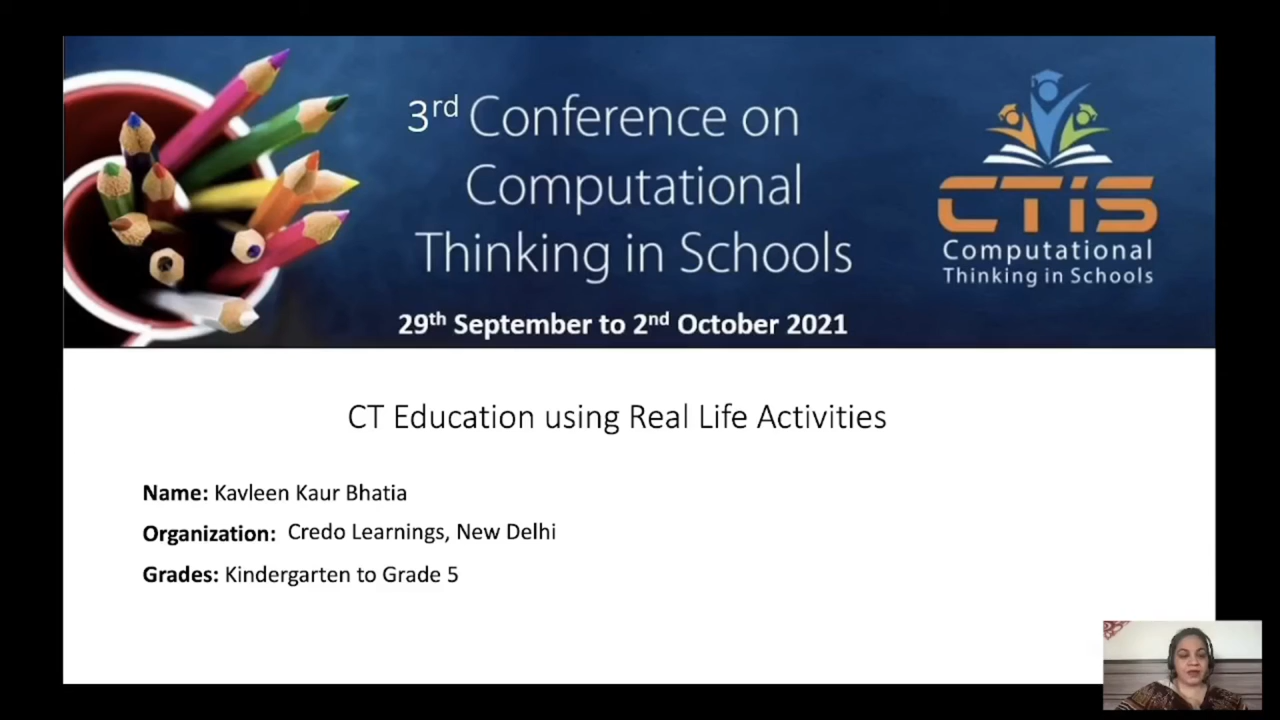 3rd Conference on
Computational
Thinking in Schools
29th September to 2nd October 2021
CTiS
Computational
Thinking in Schools
CT Education using Real Life Activities
Name: Kavleen Kaur Bhatia
Organization: Credo Learnings, New Delhi
Grades: Kindergarten to Grade 5